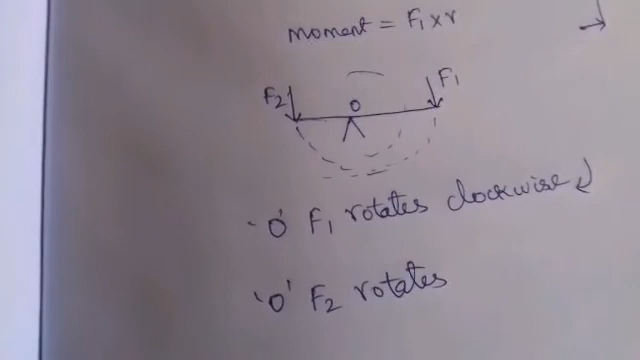 moment = F₁ x r
F₂ O F₁
'O' F₁ rotates clockwise
'O' F₂ rotates